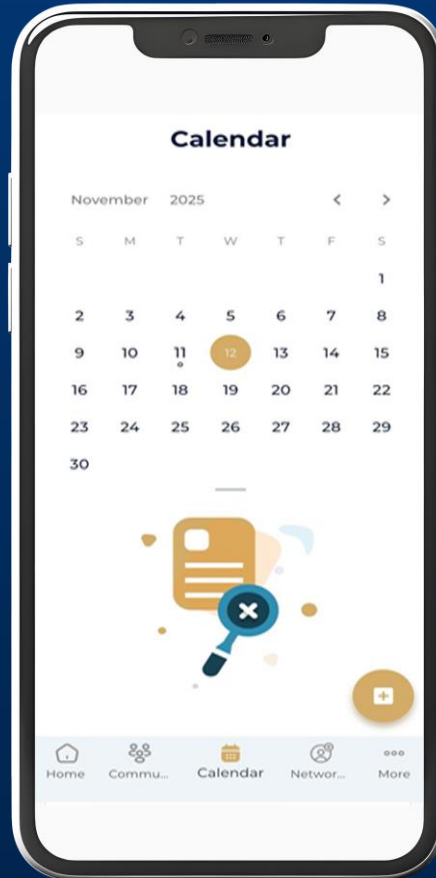 Calendar
November 2025 < >
S M T W T F S
1
2 3 4 5 6 7 8
9 10 11 12 13 14 15
16 17 18 19 20 21 22
23 24 25 26 27 28 29
30
Home Commu... Calendar Networ... More